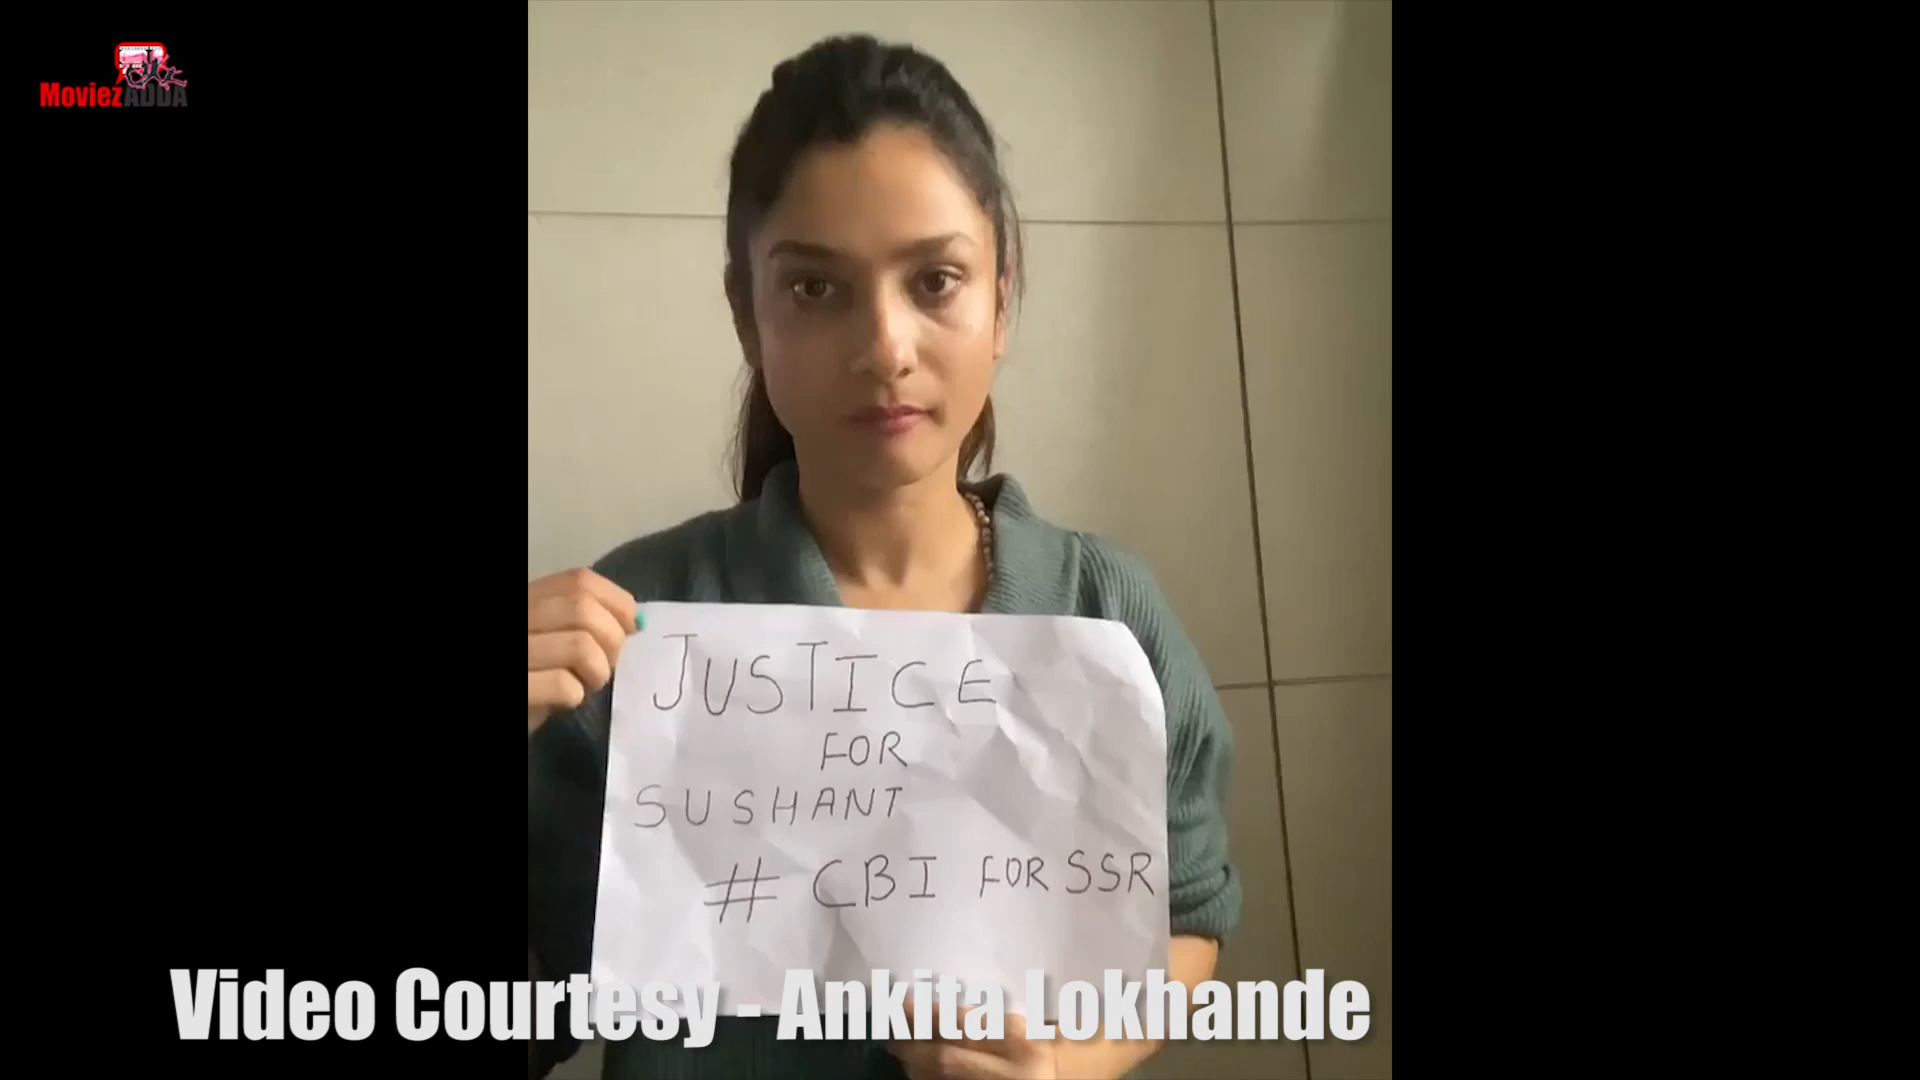 MoviezADDA
JUSTICE
FOR
SUSHANT
# CBI FOR SSR
Video Courtesy - Ankita Lokhande